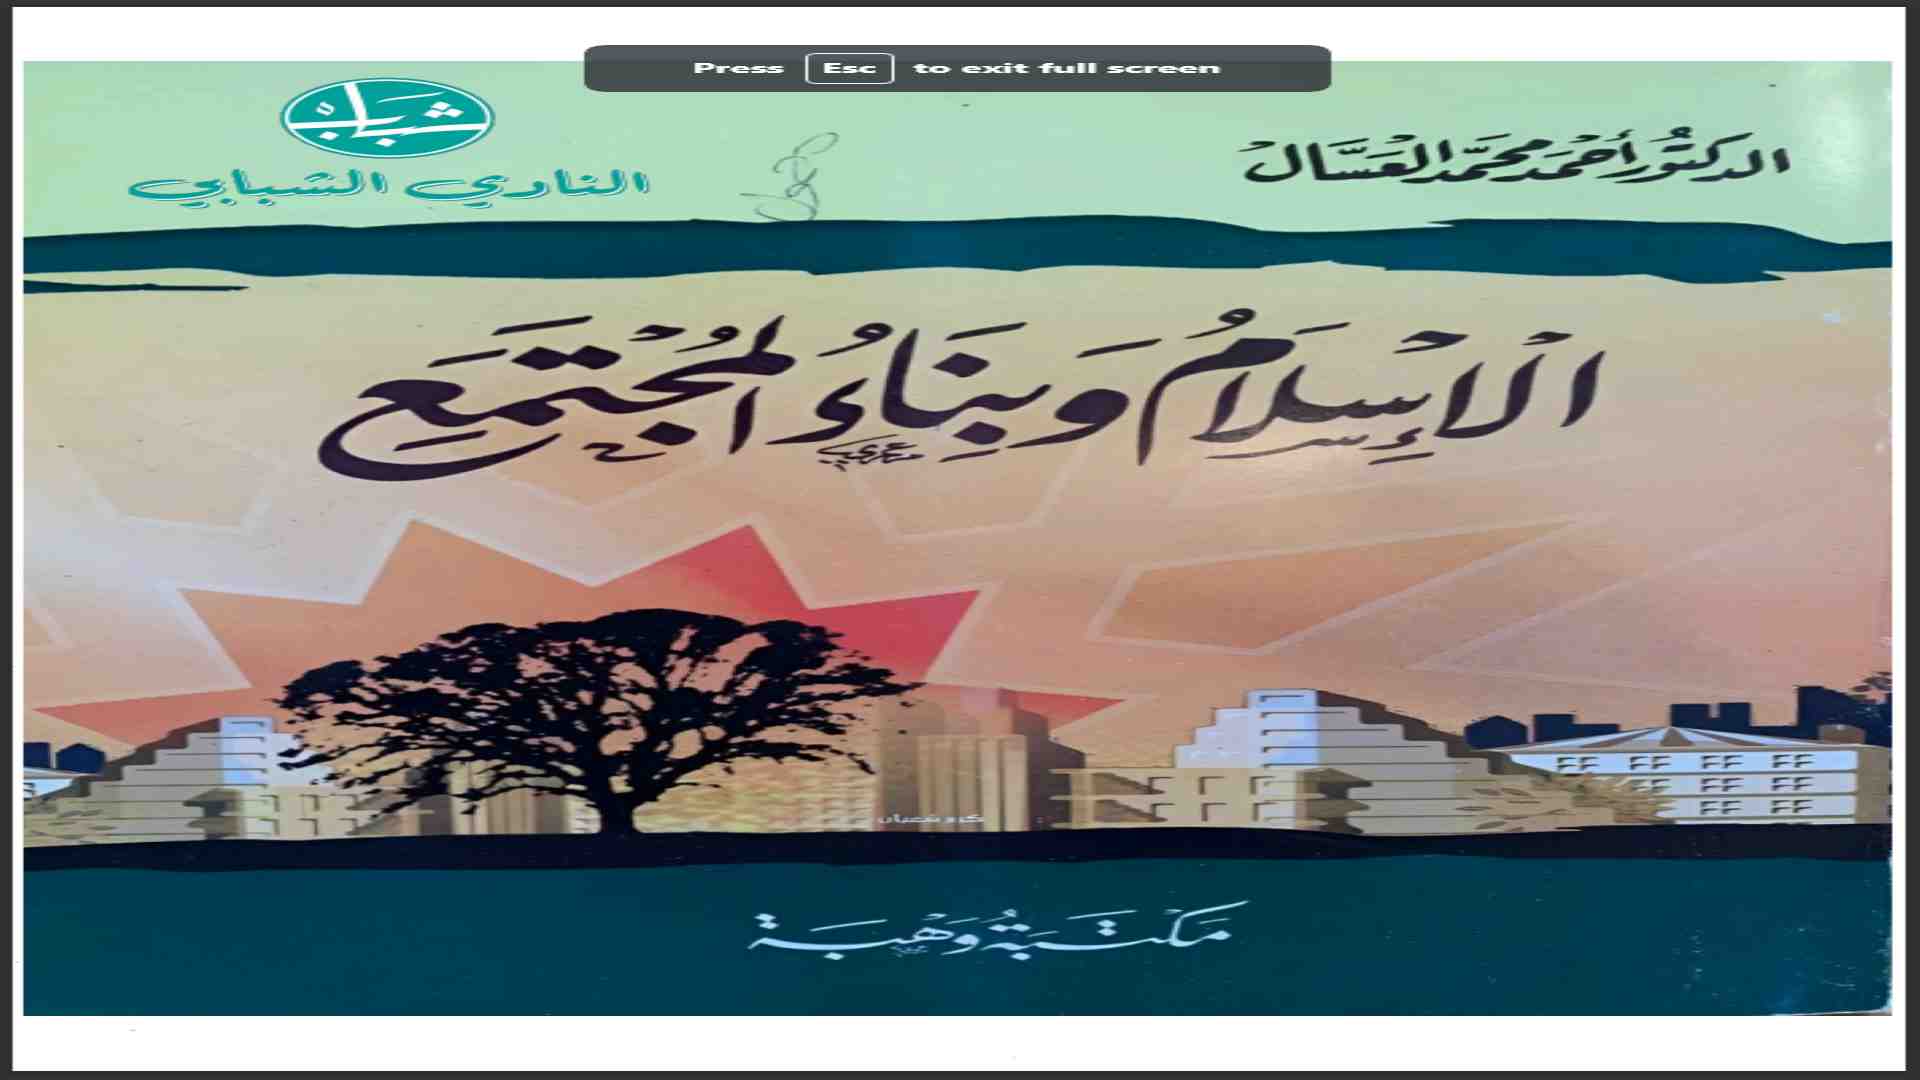 Press Esc to exit full screen
شباب
النادي الشبابي
الدكتور أحمد محمد العسال
الإسلام وبناء المجتمع
مكتبة وهبة